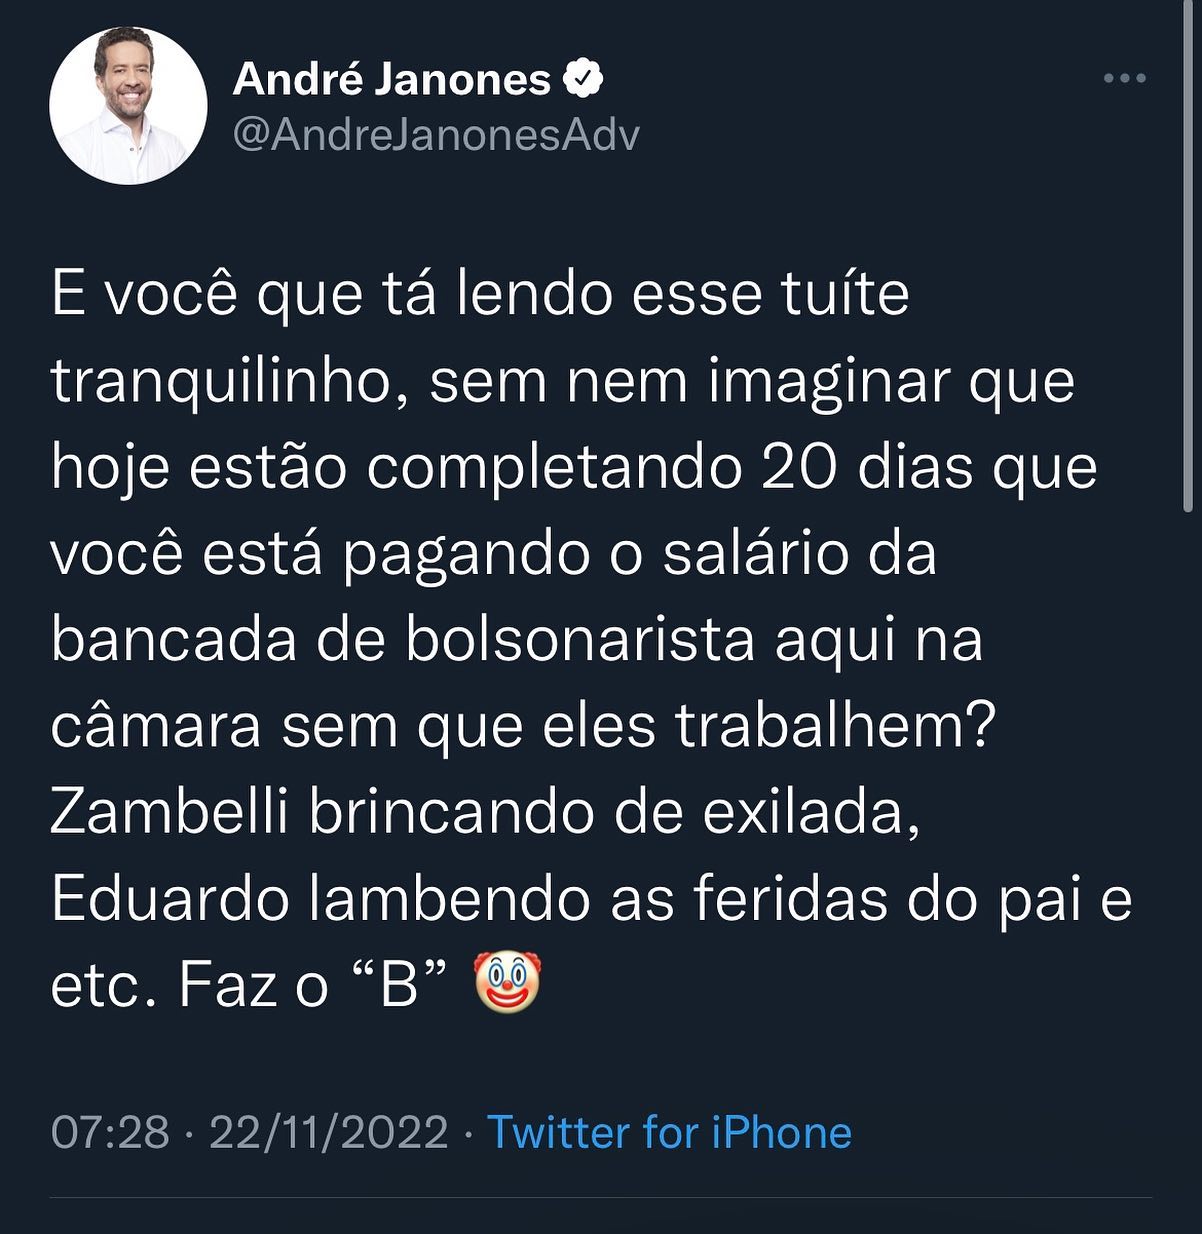 André Janones
@AndreJanonesAdv
E você que tá lendo esse tuíte
tranquilinho, sem nem imaginar que
hoje estão completando 20 dias que
você está pagando o salário da
bancada de bolsonarista aqui na
câmara sem que eles trabalhem?
Zambelli brincando de exilada,
Eduardo lambendo as feridas do pai e
etc. Faz o “B” 🤡
07:28 · 22/11/2022 · Twitter for iPhone